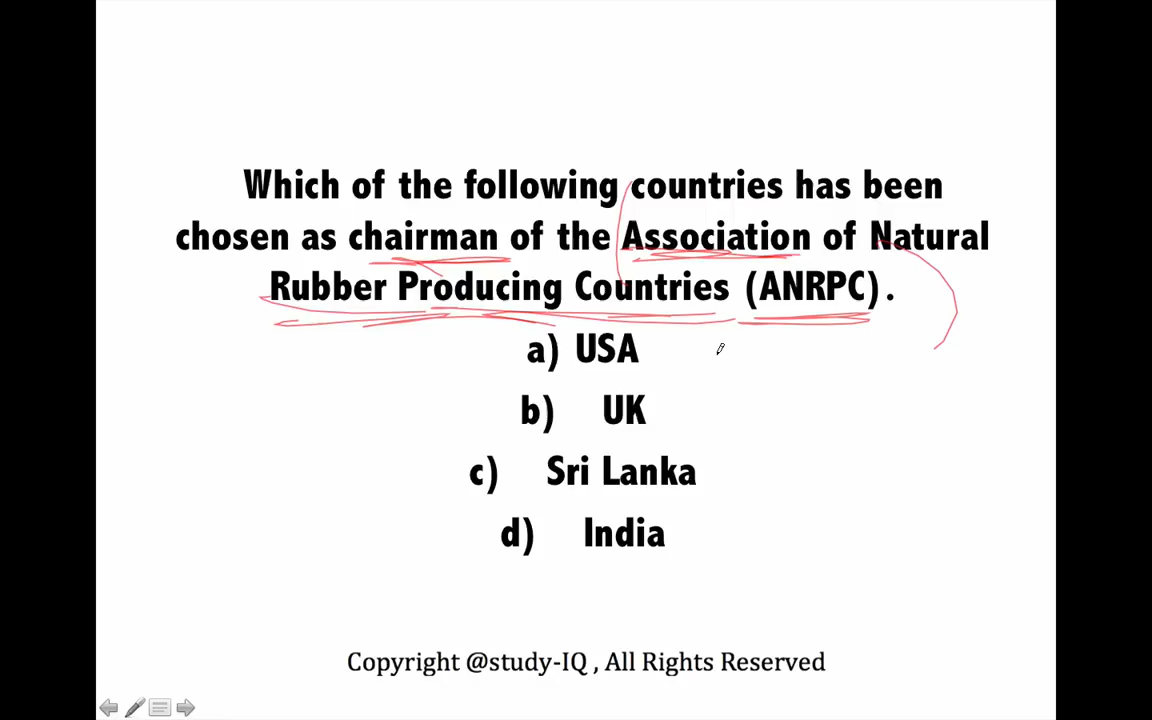 Which of the following countries has been
chosen as chairman of the Association of Natural
Rubber Producing Countries (ANRPC).
a) USA
b) UK
c) Sri Lanka
d) India
Copyright @study-IQ , All Rights Reserved